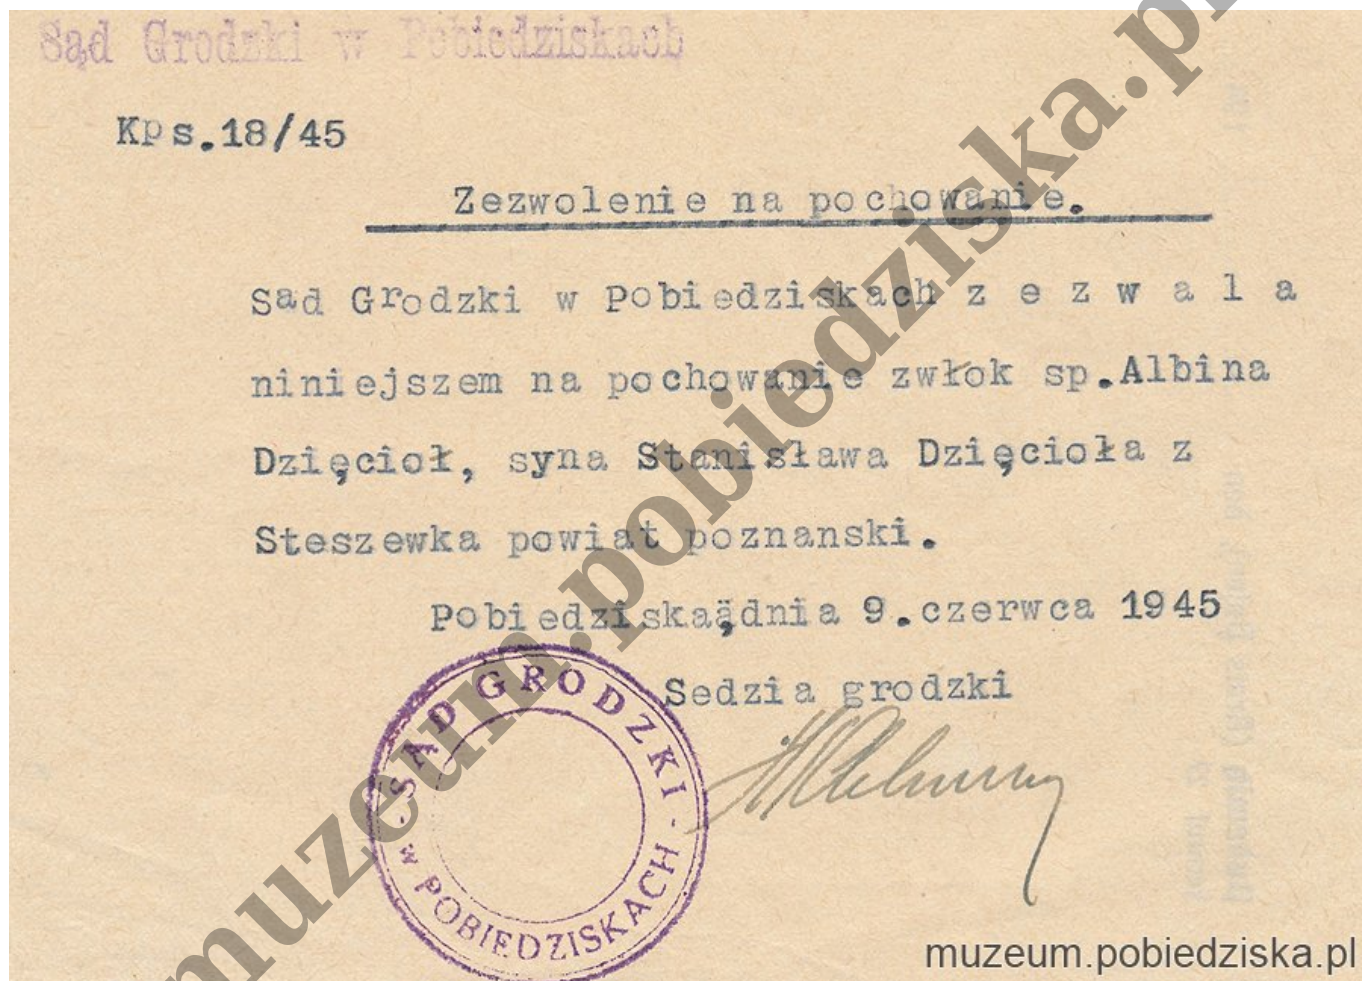 Sąd Grodzki w Pobiedziskach
Kps.18/45
Zezwolenie na pochowanie.
Sad Grodzki w Pobiedziskach z e z w a l a
niniejszem na pochowanie zwłok sp.Albina
Dzięcioł, syna Stanisława Dzięcioła z
Steszewka powiat poznanski.
Pobiedziskaä,dnia 9.czerwca 1945
Sedzia grodzki
SĄD GRODZKI
w POBIEDZISKACH
muzeum.pobiedziska.pl
muzeum.pobiedziska.pl